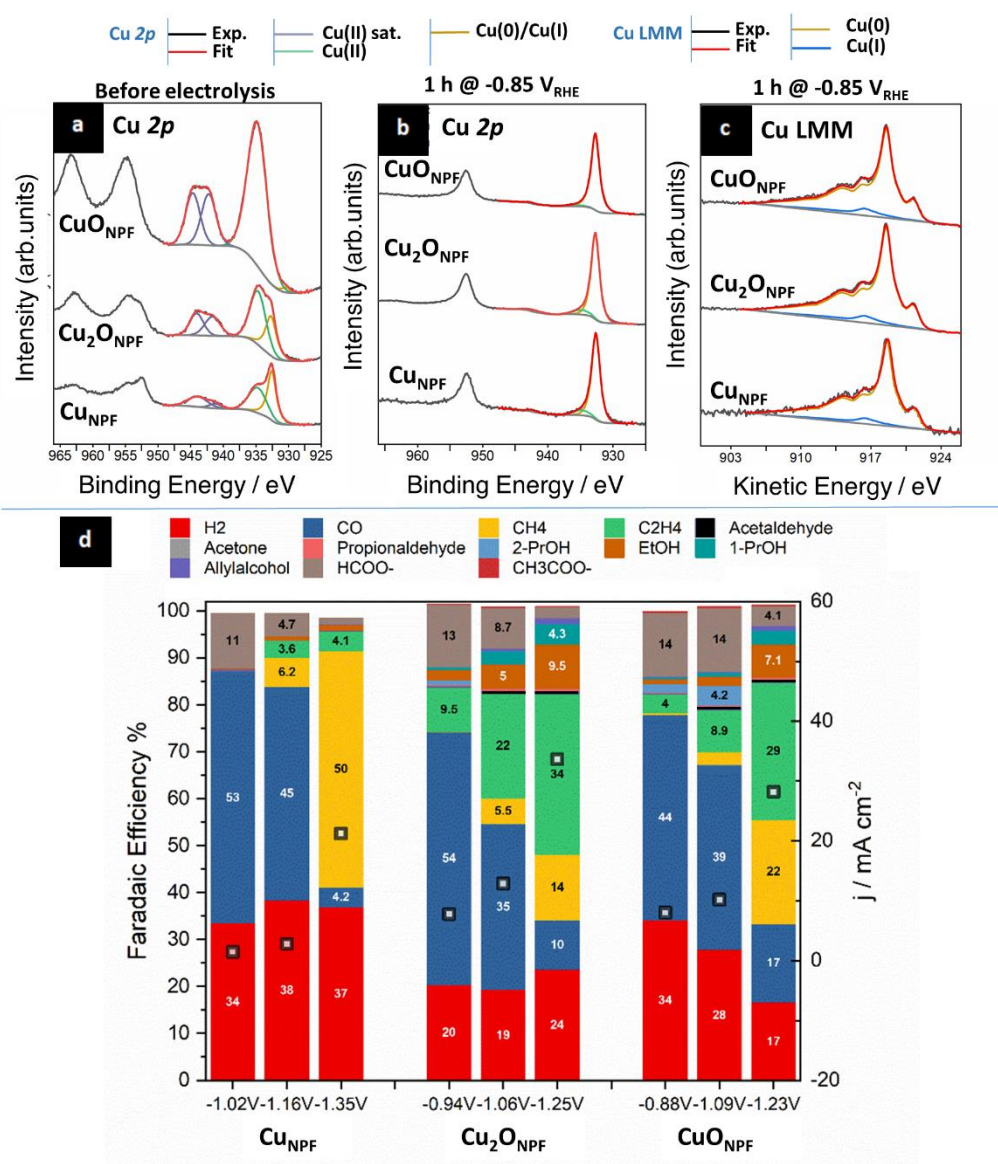 Cu 2p Exp. Cu(II) sat. Cu(0)/Cu(I) Cu LMM Exp. Cu(0)
Fit Cu(II) Fit Cu(I)
Before electrolysis 1 h @ -0.85 VRHE 1 h @ -0.85 VRHE
a Cu 2p
CuONPF
Cu2ONPF
CuNPF
Intensity (arb.units)
965 960 955 950 945 940 935 930 925
Binding Energy / eV
b Cu 2p
CuONPF
Cu2ONPF
CuNPF
Intensity (arb.units)
960 950 940 930
Binding Energy / eV
c Cu LMM
CuONPF
Cu2ONPF
CuNPF
Intensity (arb.units)
903 910 917 924
Kinetic Energy / eV
d
H2 CO CH4 C2H4 Acetaldehyde
Acetone Propionaldehyde 2-PrOH EtOH 1-PrOH
Allylalcohol HCOO- CH3COO-
Faradaic Efficiency %
100
90
80
70
60
50
40
30
20
10
0
11
53
34
4.7
3.6
6.2
45
38
4.1
50
4.2
37
13
9.5
54
20
8.7
5
22
5.5
35
19
4.3
9.5
34
14
10
24
14
4
44
34
14
4.2
8.9
39
28
4.1
7.1
29
22
17
17
60
40
20
0
-20
j / mA cm-2
-1.02V -1.16V -1.35V -0.94V -1.06V -1.25V -0.88V -1.09V -1.23V
CuNPF Cu2ONPF CuONPF